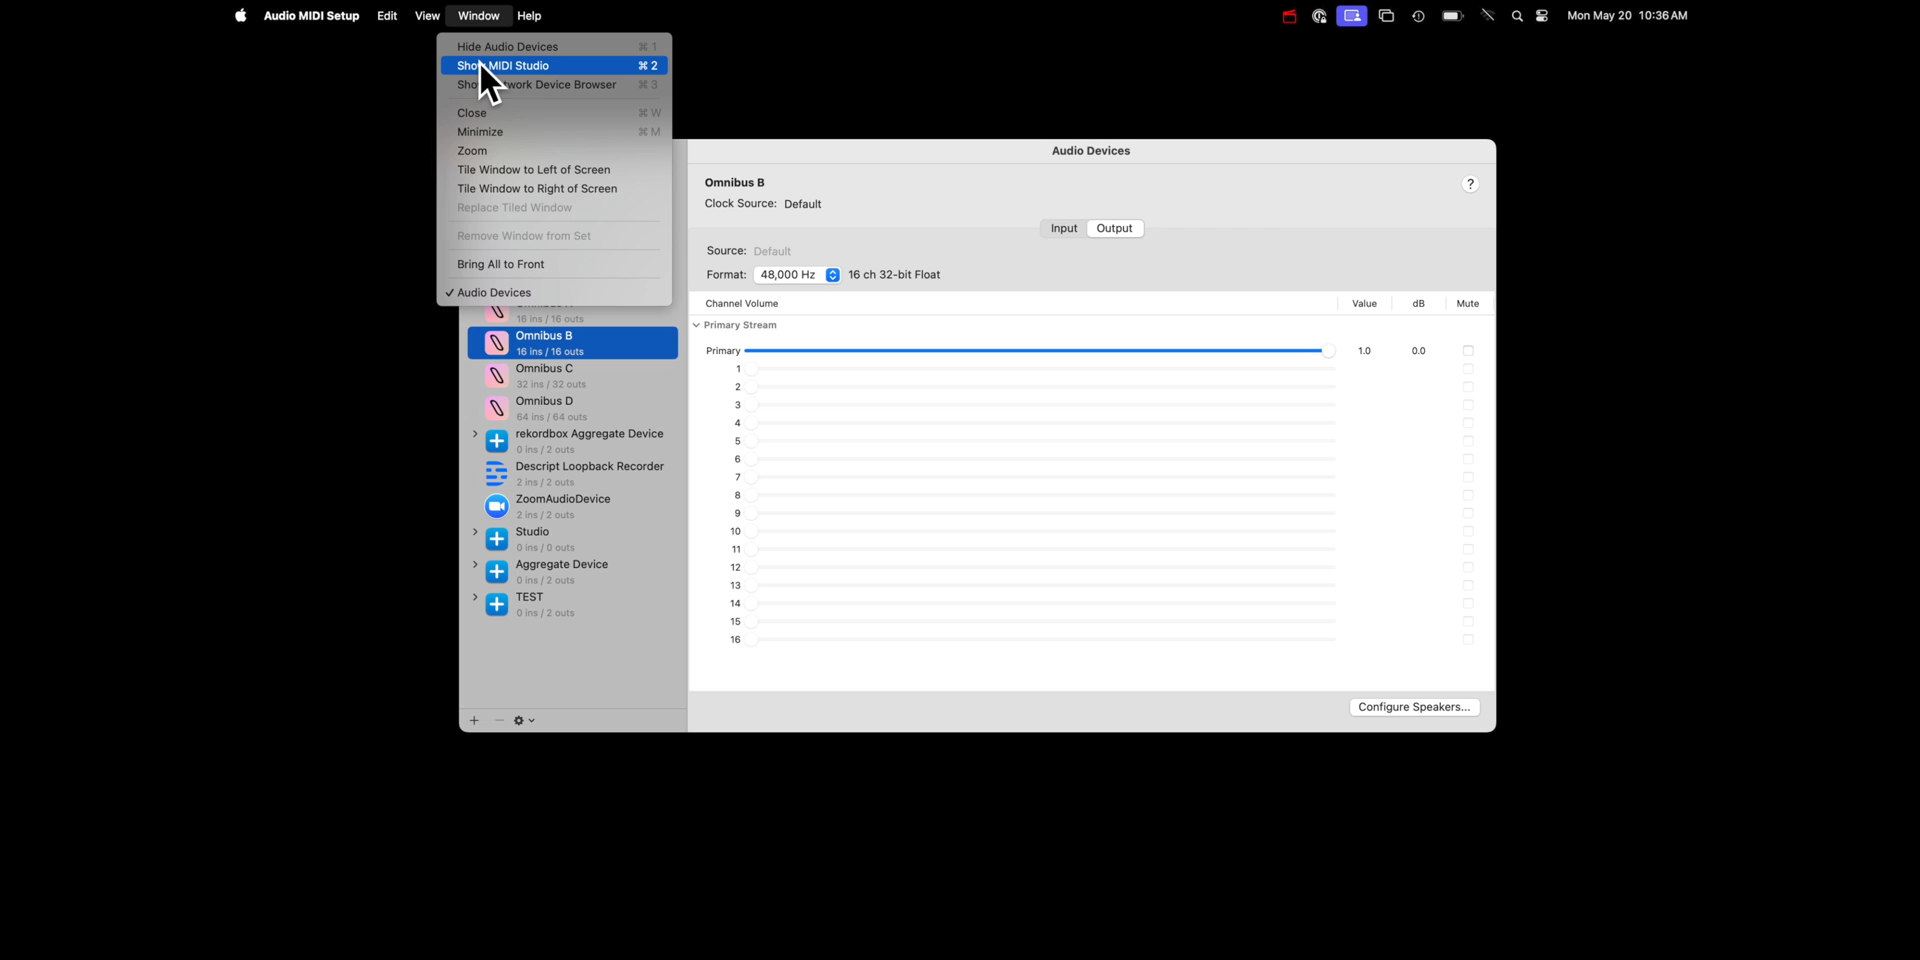 Audio MIDI Setup Edit View Window Help
Mon May 20 10:36 AM
Hide Audio Devices ⌘ 1
MIDI Studio ⌘ 2
Device Browser ⌘ 3
Close ⌘ W
Minimize ⌘ M
Zoom
Tile Window to Left of Screen
Tile Window to Right of Screen
Replace Tiled Window
Remove Window from Set
Bring All to Front
✓ Audio Devices
16 ins / 16 outs
Omnibus B
16 ins / 16 outs
Omnibus C
32 ins / 32 outs
Omnibus D
64 ins / 64 outs
rekordbox Aggregate Device
0 ins / 2 outs
Descript Loopback Recorder
2 ins / 2 outs
ZoomAudioDevice
2 ins / 2 outs
Studio
0 ins / 0 outs
Aggregate Device
0 ins / 2 outs
TEST
0 ins / 2 outs
Audio Devices
Omnibus B
?
Clock Source: Default
Input Output
Source: Default
Format: 48,000 Hz 16 ch 32-bit Float
Channel Volume Value dB Mute
Primary Stream
Primary 1.0 0.0
1
2
3
4
5
6
7
8
9
10
11
12
13
14
15
16
Configure Speakers...